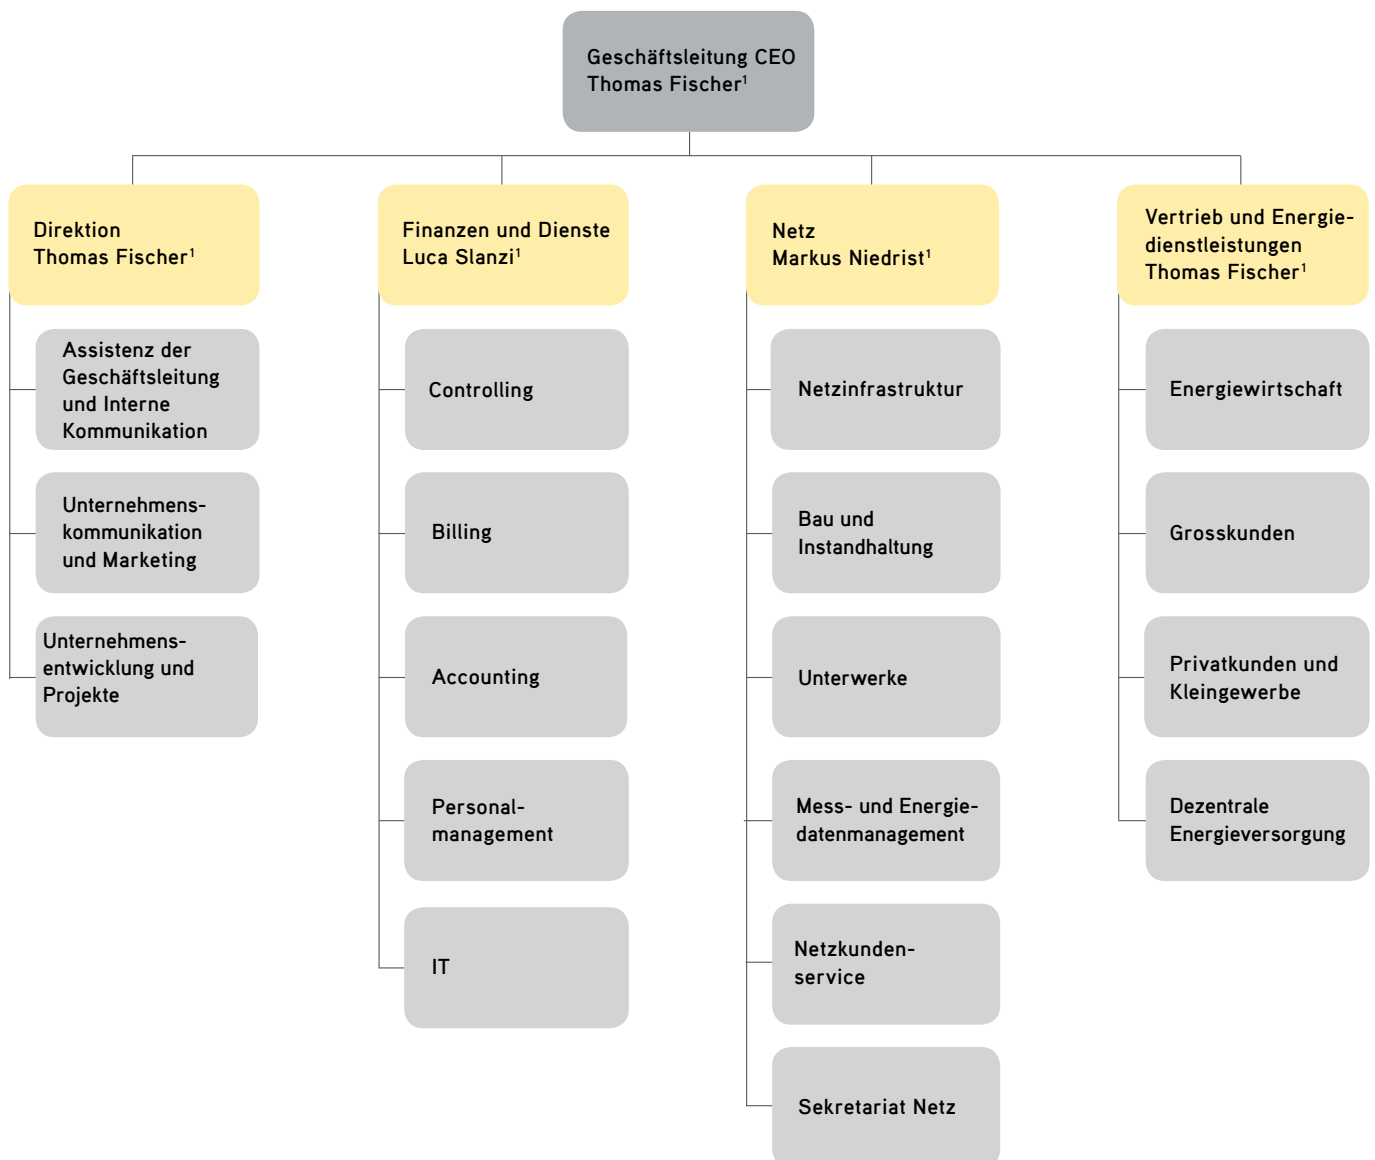 Geschäftsleitung CEO
Thomas Fischer¹
Direktion
Thomas Fischer¹
Assistenz der
Geschäftsleitung
und Interne
Kommunikation
Unternehmens-
kommunikation
und Marketing
Unternehmens-
entwicklung und
Projekte
Finanzen und Dienste
Luca Slanzi¹
Controlling
Billing
Accounting
Personal-
management
IT
Netz
Markus Niedrist¹
Netzinfrastruktur
Bau und
Instandhaltung
Unterwerke
Mess- und Energie-
datenmanagement
Netzkunden-
service
Sekretariat Netz
Vertrieb und Energie-
dienstleistungen
Thomas Fischer¹
Energiewirtschaft
Grosskunden
Privatkunden und
Kleingewerbe
Dezentrale
Energieversorgung